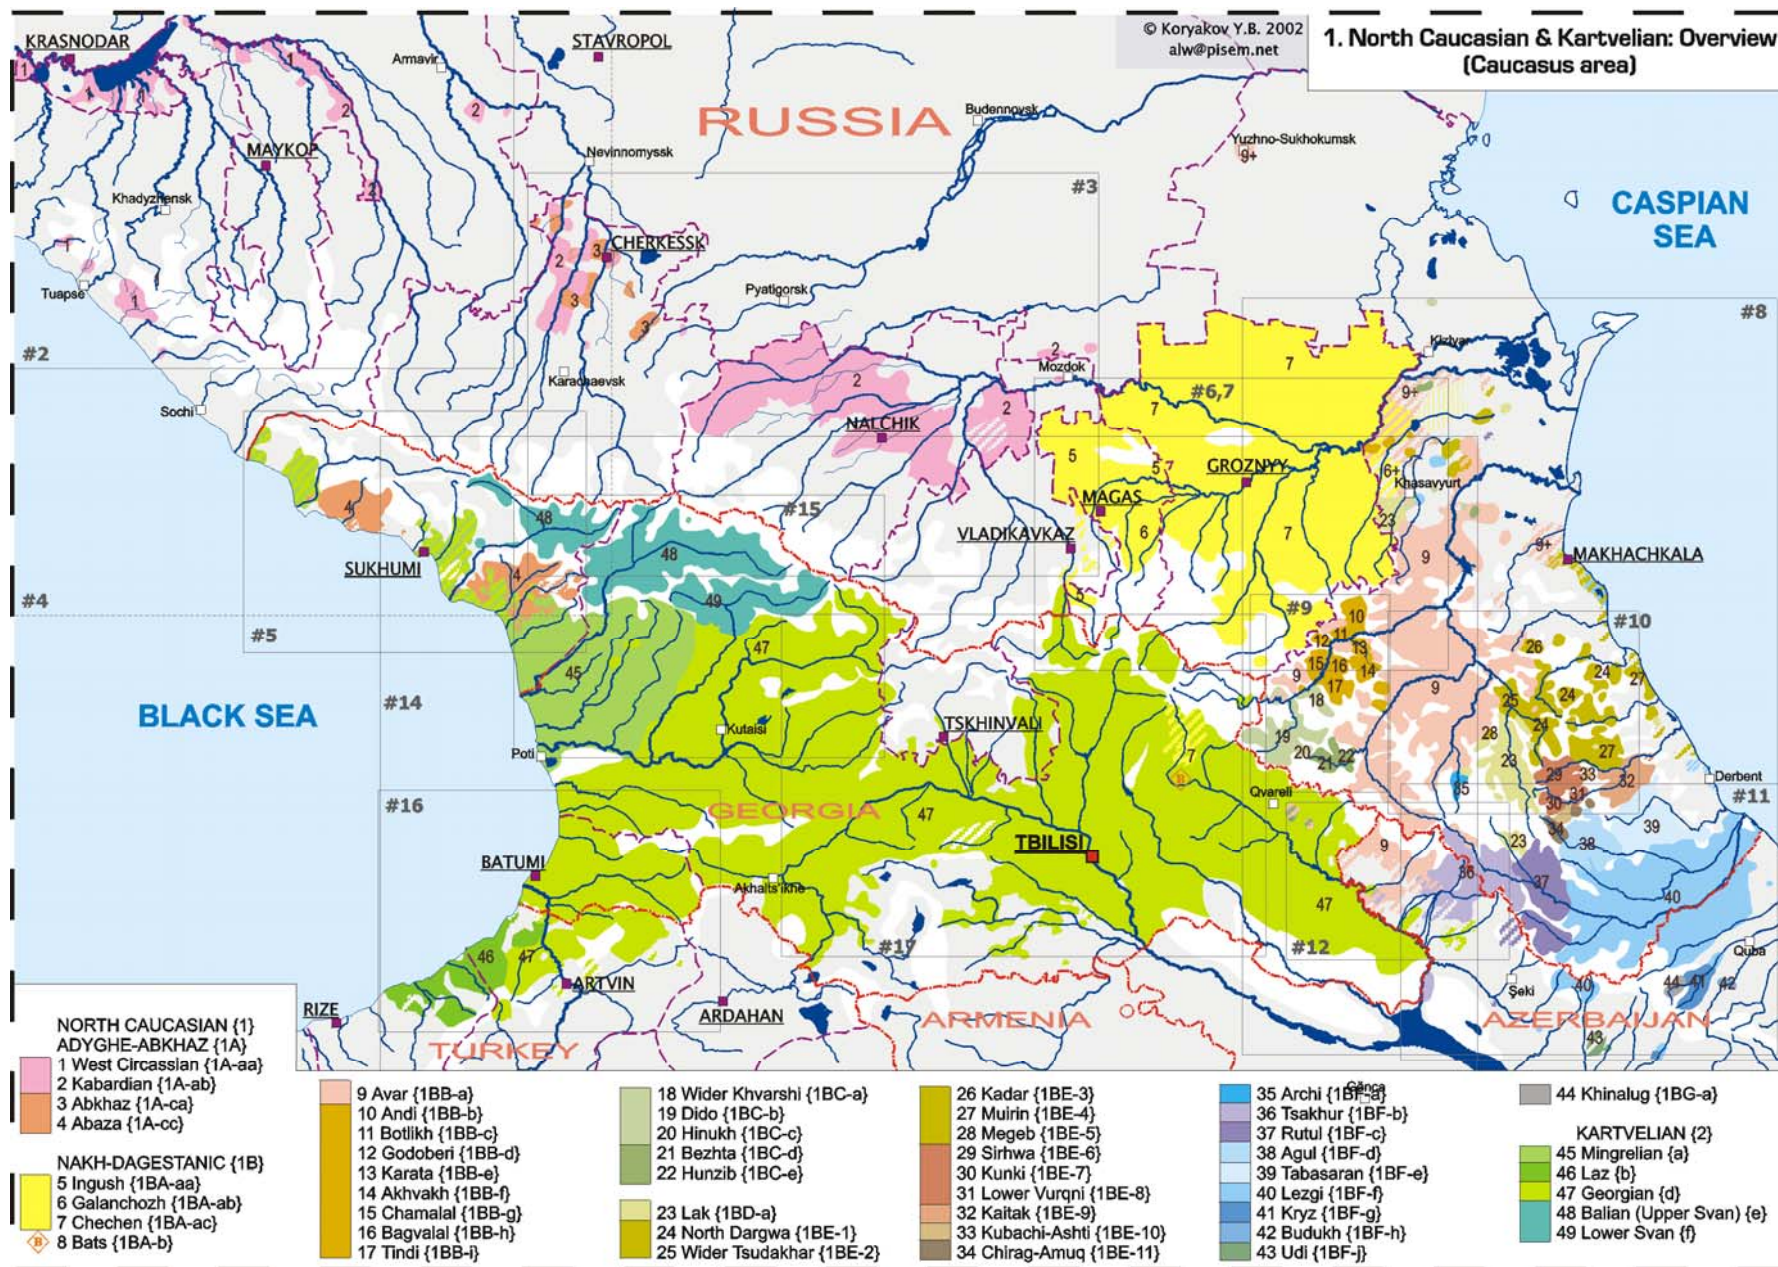 © Koryakov Y.B. 2002
alw@pisem.net
1. North Caucasian & Kartvelian: Overview
(Caucasus area)
KRASNODAR
STAVROPOL
Armavir
RUSSIA
Budennovsk
Yuzhno-Sukhokumsk
9+
MAYKOP
Nevinnomyssk
#3
Khadyzhensk
CASPIAN
SEA
CHERKESSK
Tuapse
Pyatigorsk
#8
#2
Mozdok
Kizlyar
Karachaevsk
#6,7
9+
Sochi
NALCHIK
GROZNYY
6+
Khasavyurt
MAGAS
#15
VLADIKAVKAZ
9+
MAKHACHKALA
SUKHUMI
#4
#5
#9
#10
#14
BLACK SEA
TSKHINVALI
Kutaisi
Poti
B
Derbent
#11
Qvareli
#16
GEORGIA
TBILISI
BATUMI
Akhalts'ikhe
#17
#12
Quba
ARTVIN
Şeki
RIZE
ARDAHAN
ARMENIA
AZERBAIJAN
TURKEY
Gənca
NORTH CAUCASIAN {1}
ADYGHE-ABKHAZ {1A}
1 West Circassian {1A-aa}
2 Kabardian {1A-ab}
3 Abkhaz {1A-ca}
4 Abaza {1A-cc}
NAKH-DAGESTANIC {1B}
5 Ingush {1BA-aa}
6 Galanchozh {1BA-ab}
7 Chechen {1BA-ac}
B 8 Bats {1BA-b}
9 Avar {1BB-a}
10 Andi {1BB-b}
11 Botlikh {1BB-c}
12 Godoberi {1BB-d}
13 Karata {1BB-e}
14 Akhvakh {1BB-f}
15 Chamalal {1BB-g}
16 Bagvalal {1BB-h}
17 Tindi {1BB-i}
18 Wider Khvarshi {1BC-a}
19 Dido {1BC-b}
20 Hinukh {1BC-c}
21 Bezhta {1BC-d}
22 Hunzib {1BC-e}
23 Lak {1BD-a}
24 North Dargwa {1BE-1}
25 Wider Tsudakhar {1BE-2}
26 Kadar {1BE-3}
27 Muirin {1BE-4}
28 Megeb {1BE-5}
29 Sirhwa {1BE-6}
30 Kunki {1BE-7}
31 Lower Vurqni {1BE-8}
32 Kaitak {1BE-9}
33 Kubachi-Ashti {1BE-10}
34 Chirag-Amuq {1BE-11}
35 Archi {1BF-a}
36 Tsakhur {1BF-b}
37 Rutul {1BF-c}
38 Agul {1BF-d}
39 Tabasaran {1BF-e}
40 Lezgi {1BF-f}
41 Kryz {1BF-g}
42 Budukh {1BF-h}
43 Udi {1BF-j}
44 Khinalug {1BG-a}
KARTVELIAN {2}
45 Mingrelian {a}
46 Laz {b}
47 Georgian {d}
48 Balian (Upper Svan) {e}
49 Lower Svan {f}